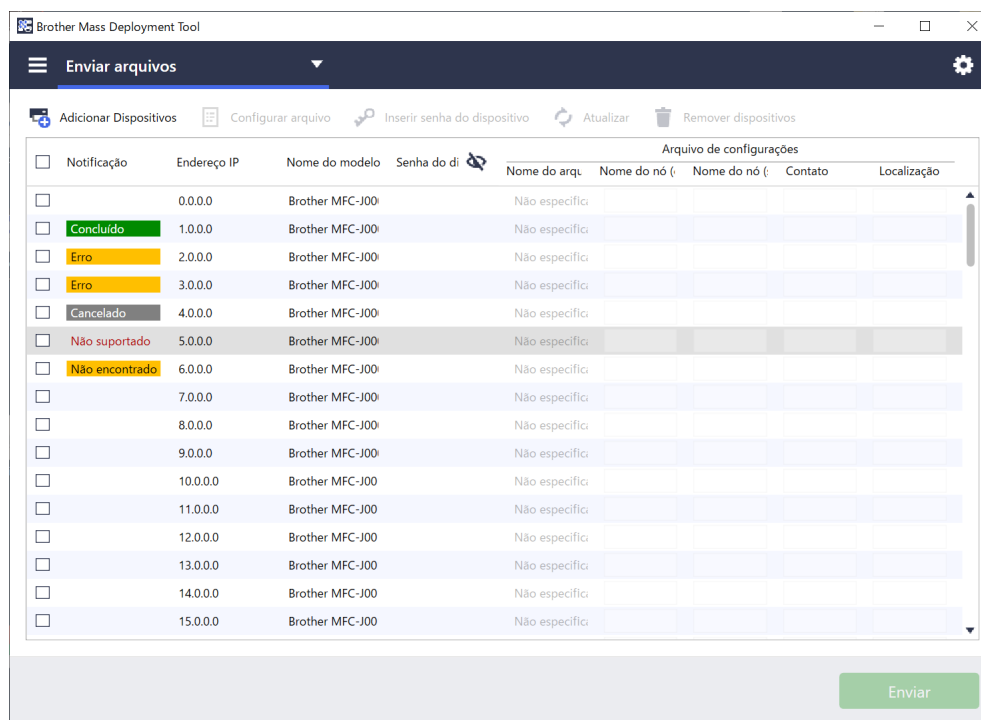 Brother Mass Deployment Tool
Enviar arquivos
Adicionar Dispositivos Configurar arquivo Inserir senha do dispositivo Atualizar Remover dispositivos
Arquivo de configurações
Notificação Endereço IP Nome do modelo Senha do di
Nome do arqu Nome do nó ( Nome do nó ( Contato Localização
0.0.0.0 Brother MFC-J00 Não especifica
Concluído 1.0.0.0 Brother MFC-J00 Não especifica
Erro 2.0.0.0 Brother MFC-J00 Não especifica
Erro 3.0.0.0 Brother MFC-J00 Não especifica
Cancelado 4.0.0.0 Brother MFC-J00 Não especifica
Não suportado 5.0.0.0 Brother MFC-J00 Não especifica
Não encontrado 6.0.0.0 Brother MFC-J00 Não especifica
7.0.0.0 Brother MFC-J00 Não especifica
8.0.0.0 Brother MFC-J00 Não especifica
9.0.0.0 Brother MFC-J00 Não especifica
10.0.0.0 Brother MFC-J00 Não especifica
11.0.0.0 Brother MFC-J00 Não especifica
12.0.0.0 Brother MFC-J00 Não especifica
13.0.0.0 Brother MFC-J00 Não especifica
14.0.0.0 Brother MFC-J00 Não especifica
15.0.0.0 Brother MFC-J00 Não especifica
Enviar